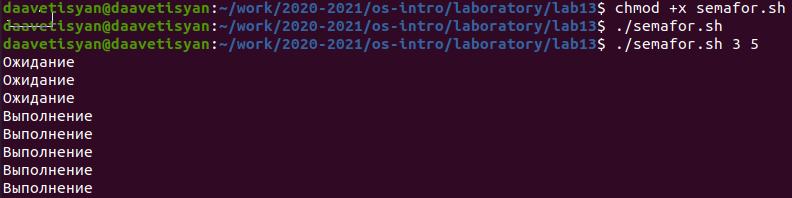 daavetisyan@daavetisyan:~/work/2020-2021/os-intro/laboratory/lab13$ chmod +x semafor.sh
daavetisyan@daavetisyan:~/work/2020-2021/os-intro/laboratory/lab13$ ./semafor.sh
daavetisyan@daavetisyan:~/work/2020-2021/os-intro/laboratory/lab13$ ./semafor.sh 3 5
Ожидание
Ожидание
Ожидание
Выполнение
Выполнение
Выполнение
Выполнение
Выполнение